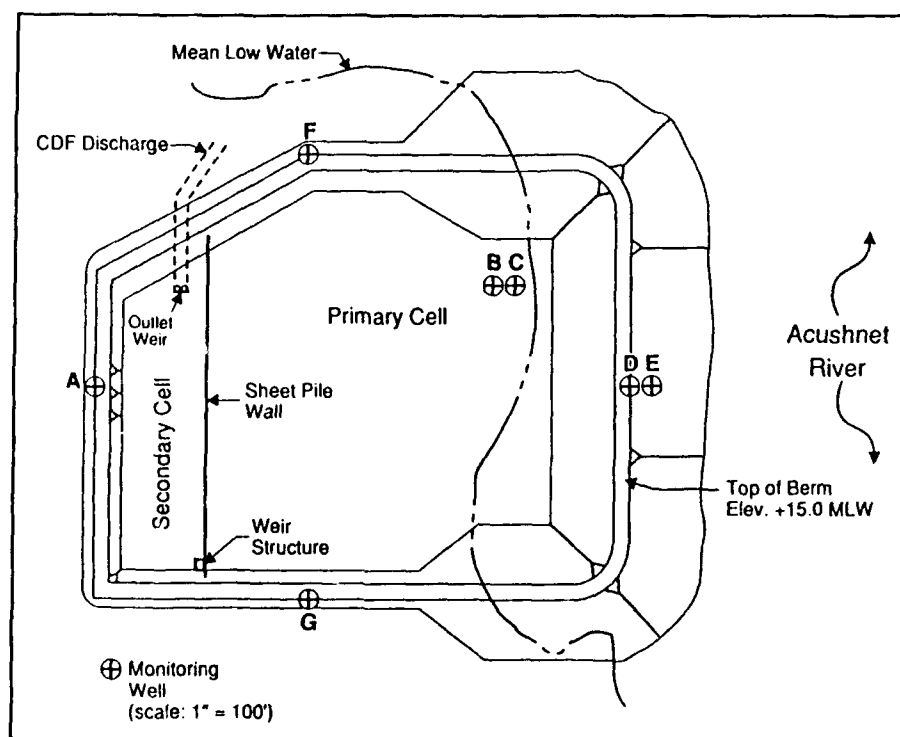 Mean Low Water
CDF Discharge
F
B C
Outlet
Weir
Primary Cell
Acushnet
River
A
D E
Secondary Cell
Sheet Pile
Wall
Top of Berm
Elev. +15.0 MLW
Weir
Structure
G
Monitoring
Well
(scale: 1" = 100')